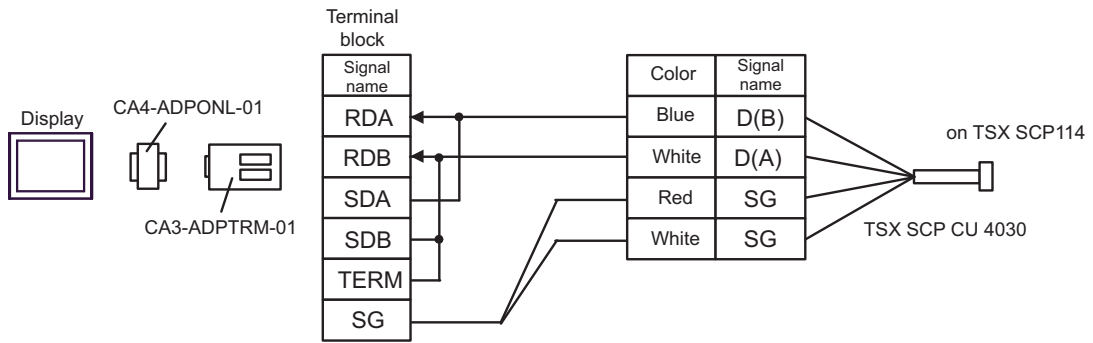 Terminal
block
Signal
name
RDA
RDB
SDA
SDB
TERM
SG
Display
CA4-ADPONL-01
CA3-ADPTRM-01
Color
Signal
name
Blue
D(B)
White
D(A)
Red
SG
White
SG
on TSX SCP114
TSX SCP CU 4030